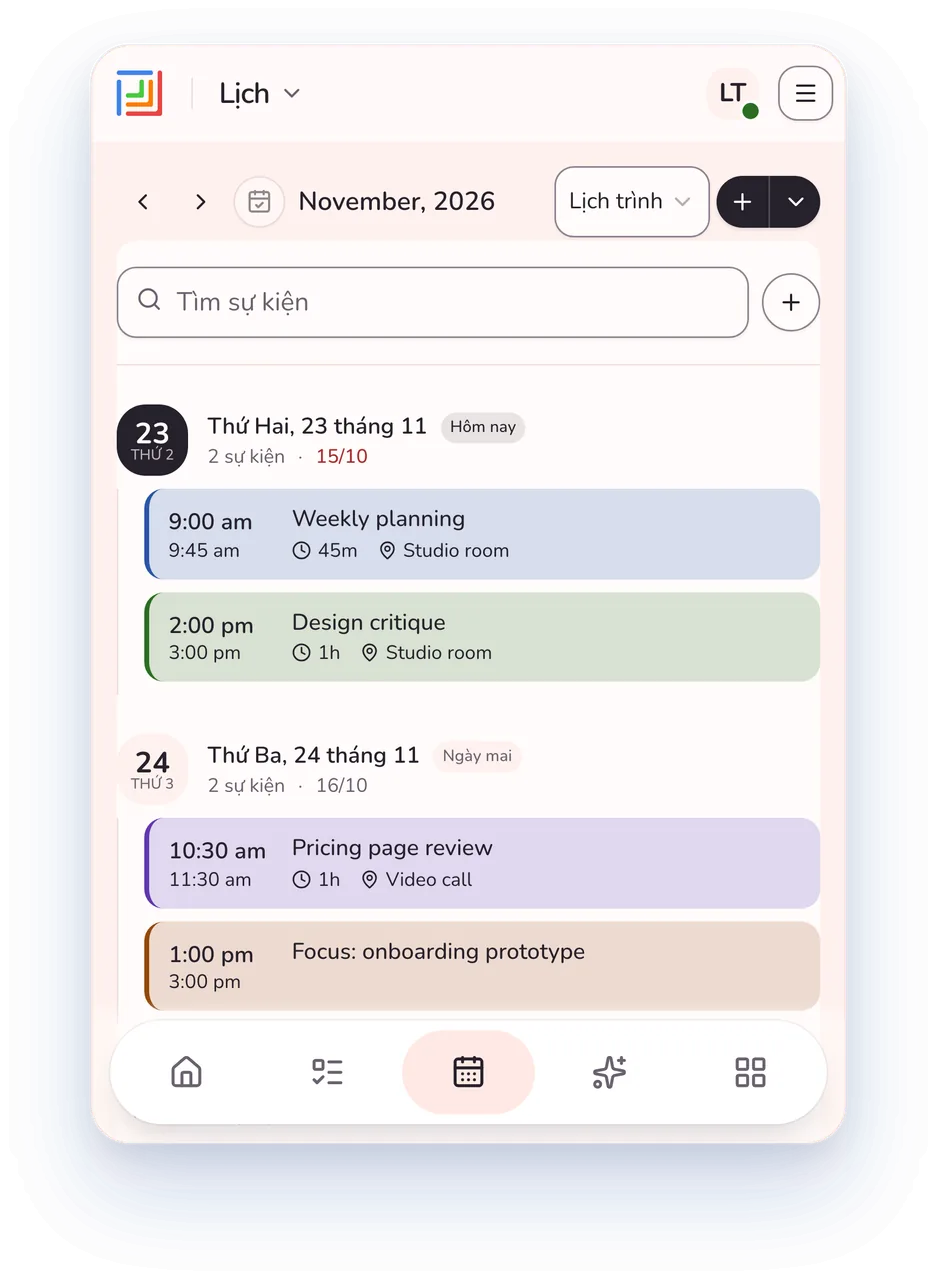 Lịch
LT
November, 2026
Lịch trình
Tìm sự kiện
23
THỨ 2
Thứ Hai, 23 tháng 11
Hôm nay
2 sự kiện · 15/10
9:00 am
9:45 am
Weekly planning
45m Studio room
2:00 pm
3:00 pm
Design critique
1h Studio room
24
THỨ 3
Thứ Ba, 24 tháng 11
Ngày mai
2 sự kiện · 16/10
10:30 am
11:30 am
Pricing page review
1h Video call
1:00 pm
3:00 pm
Focus: onboarding prototype